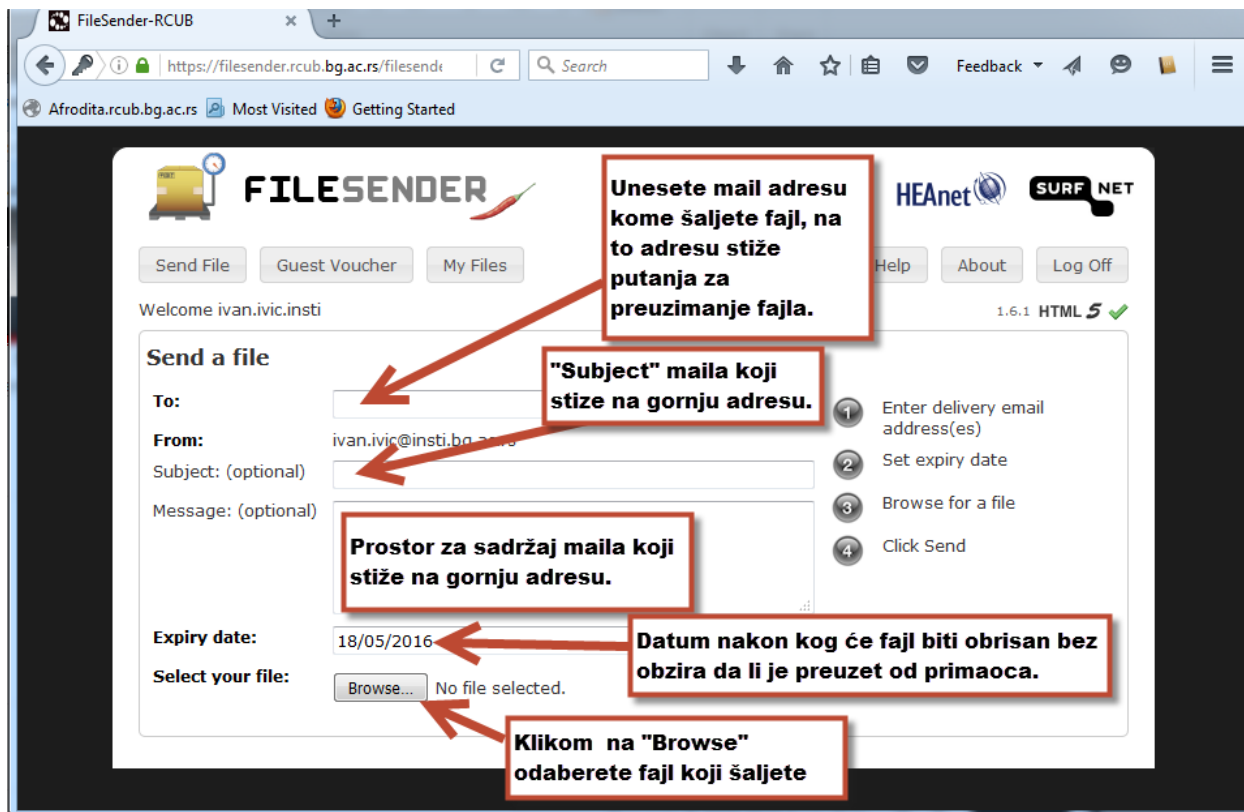 FileSender-RCUB
https://filesender.rcub.bg.ac.rs/filesende
Search
Feedback
Afrodita.rcub.bg.ac.rs Most Visited Getting Started
FILESENDER
HEAnet
SURF NET
Unesete mail adresu
kome šaljete fajl, na
to adresu stiže
putanja za
preuzimanje fajla.
Send File Guest Voucher My Files Help About Log Off
Welcome ivan.ivic.insti
1.6.1 HTML 5
Send a file
"Subject" maila koji
stize na gornju adresu.
To:
From: ivan.ivic@insti.bg.ac.rs
Subject: (optional)
Message: (optional)
1 Enter delivery email
address(es)
2 Set expiry date
3 Browse for a file
4 Click Send
Prostor za sadržaj maila koji
stiže na gornju adresu.
Expiry date: 18/05/2016
Datum nakon kog će fajl biti obrisan bez
obzira da li je preuzet od primaoca.
Select your file: Browse... No file selected.
Klikom na "Browse"
odaberete fajl koji šaljete